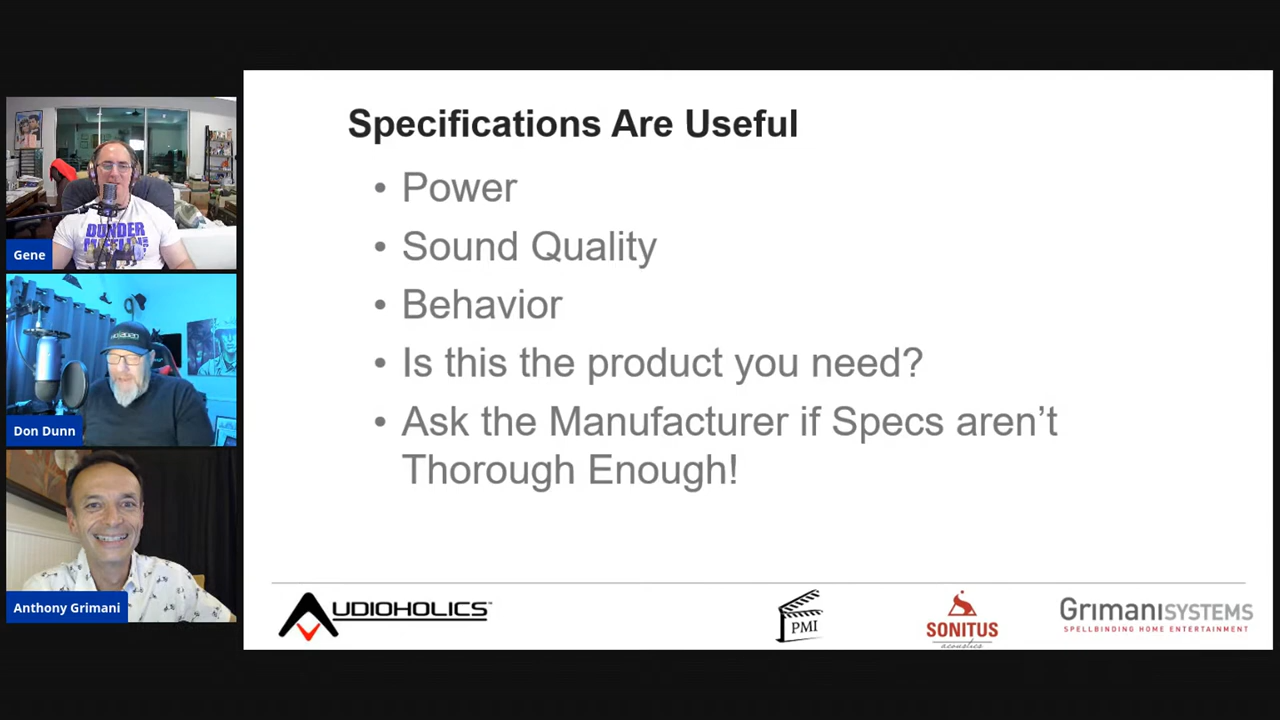 Specifications Are Useful
• Power
• Sound Quality
• Behavior
• Is this the product you need?
• Ask the Manufacturer if Specs aren’t
Thorough Enough!
Gene
DUNDER
Don Dunn
Anthony Grimani
AUDIOHOLICS™
PMI
SONITUS
acoustics
GRIMANISYSTEMS
SPELLBINDING HOME ENTERTAINMENT